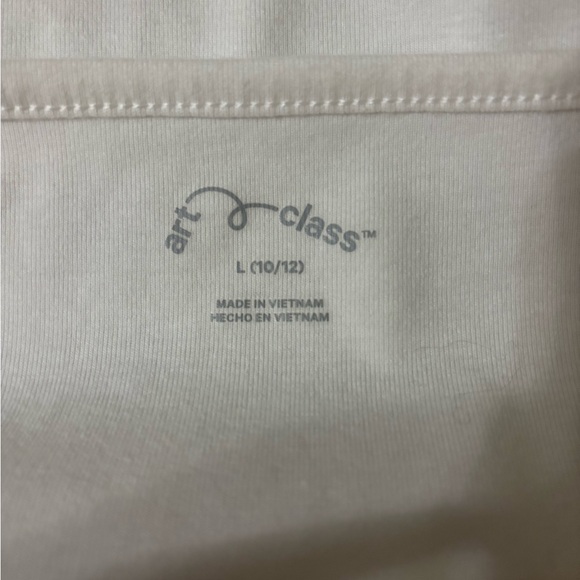 art class™
L (10/12)
MADE IN VIETNAM
HECHO EN VIETNAM